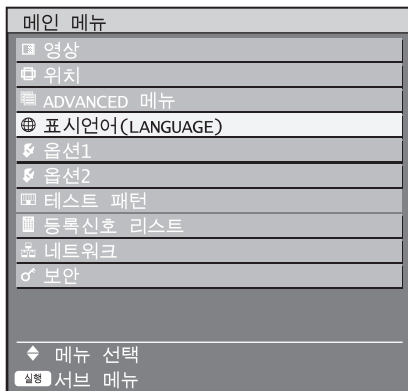 메인 메뉴
영상
위치
ADVANCED 메뉴
표시언어(LANGUAGE)
옵션1
옵션2
테스트 패턴
등록신호 리스트
네트워크
보안
메뉴 선택
실행 서브 메뉴